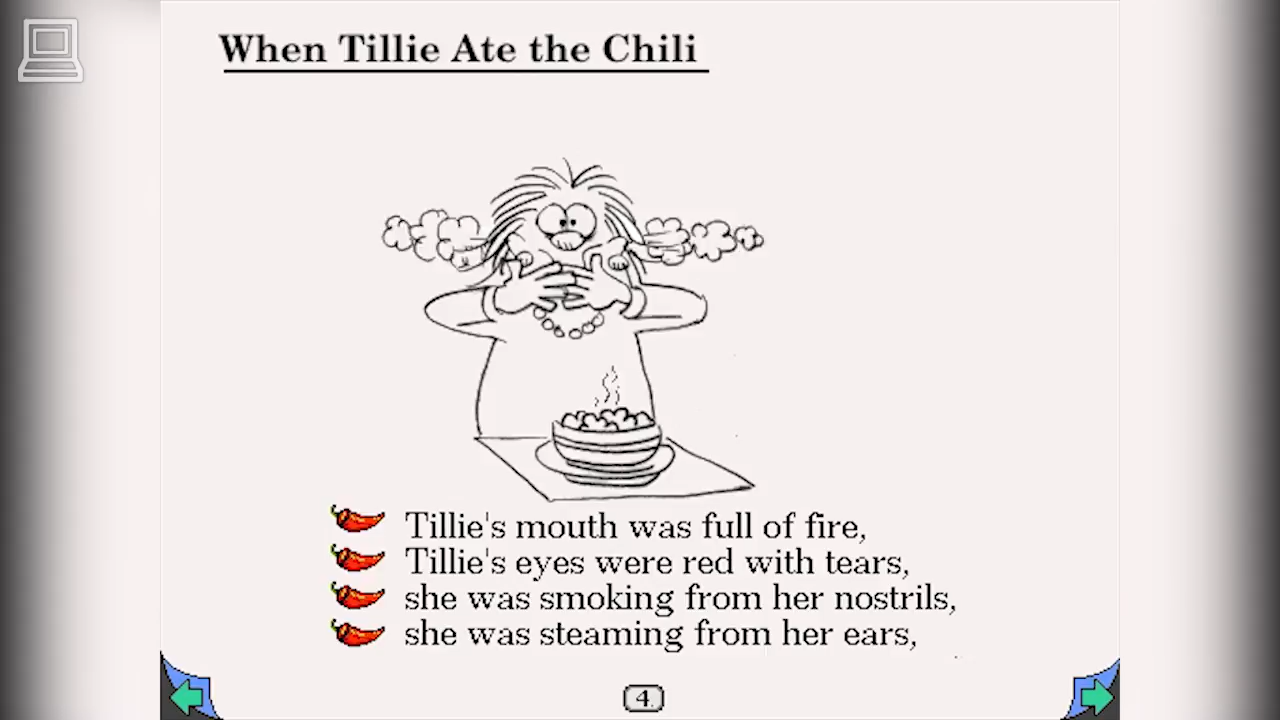 When Tillie Ate the Chili
Tillie's mouth was full of fire,
Tillie's eyes were red with tears,
she was smoking from her nostrils,
she was steaming from her ears,
4.